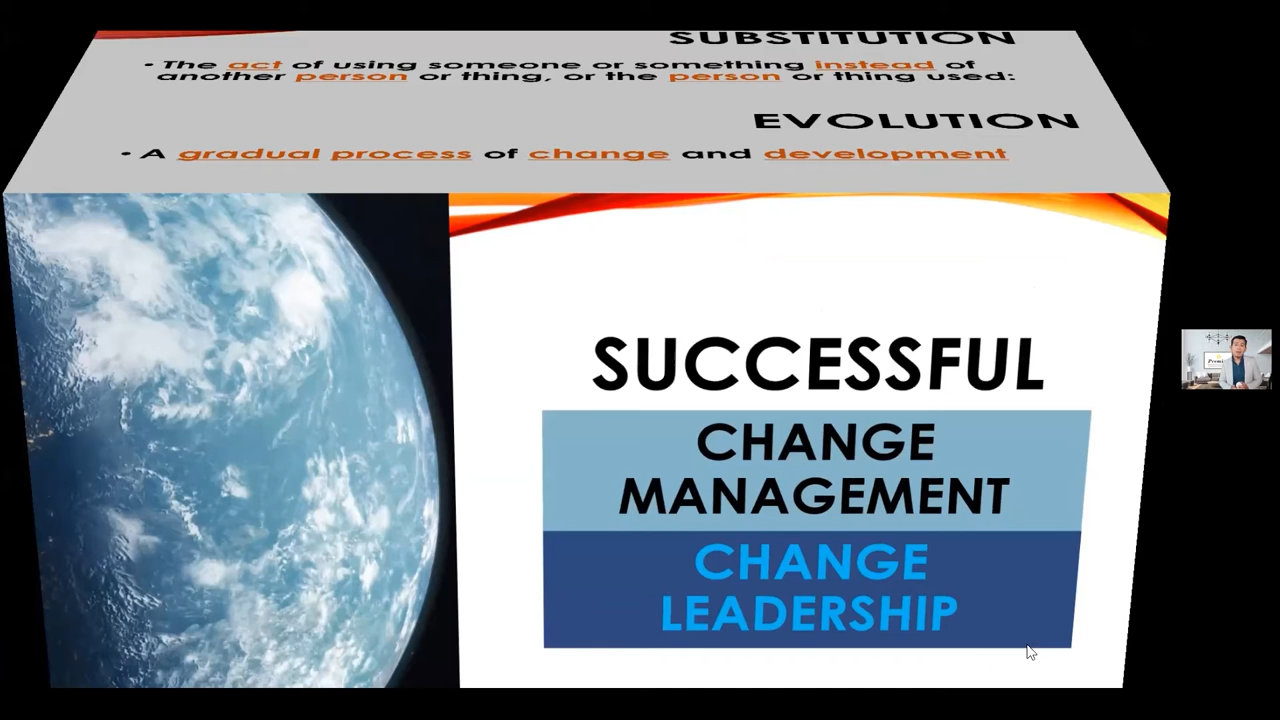 SUBSTITUTION
• The act of using someone or something instead of
another person or thing, or the person or thing used:
EVOLUTION
• A gradual process of change and development
SUCCESSFUL
CHANGE
MANAGEMENT
CHANGE
LEADERSHIP